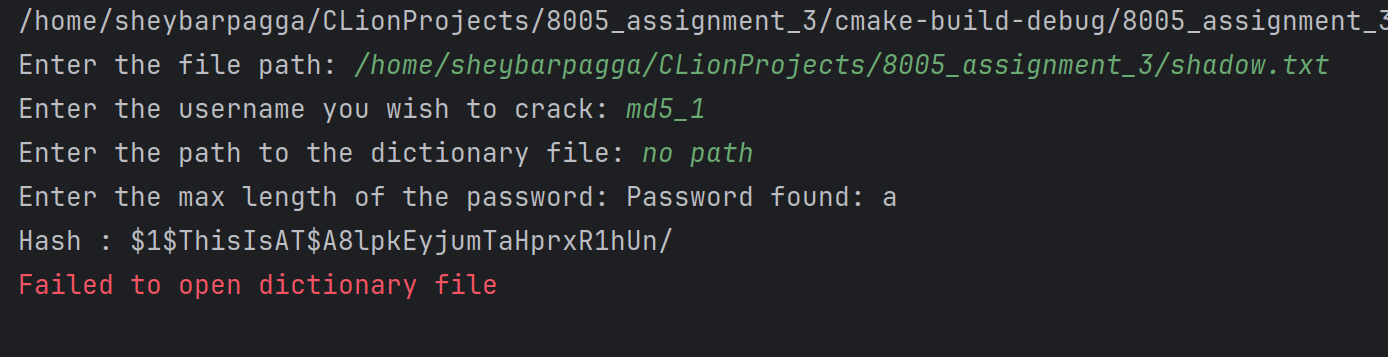 /home/sheybarpagga/CLionProjects/8005_assignment_3/cmake-build-debug/8005_assignment_3
Enter the file path: /home/sheybarpagga/CLionProjects/8005_assignment_3/shadow.txt
Enter the username you wish to crack: md5_1
Enter the path to the dictionary file: no path
Enter the max length of the password: Password found: a
Hash : $1$ThisIsAT$A8lpkEyjumTaHprxR1hUn/
Failed to open dictionary file